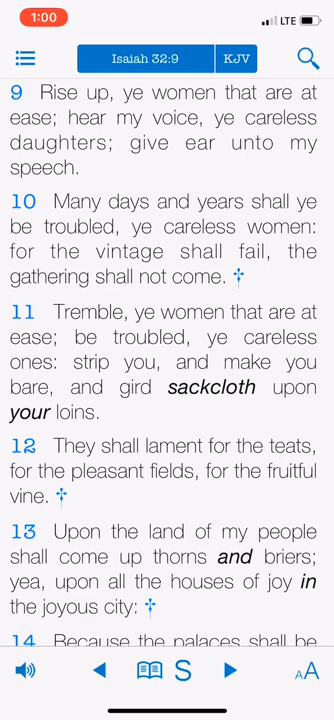 1:00
LTE
Isaiah 32:9 KJV
9 Rise up, ye women that are at
ease; hear my voice, ye careless
daughters; give ear unto my
speech.
10 Many days and years shall ye
be troubled, ye careless women:
for the vintage shall fail, the
gathering shall not come. ‡
11 Tremble, ye women that are at
ease; be troubled, ye careless
ones: strip you, and make you
bare, and gird sackcloth upon
your loins.
12 They shall lament for the teats,
for the pleasant fields, for the fruitful
vine. ‡
13 Upon the land of my people
shall come up thorns and briers;
yea, upon all the houses of joy in
the joyous city: ‡
14 Because the palaces shall be
S
AA